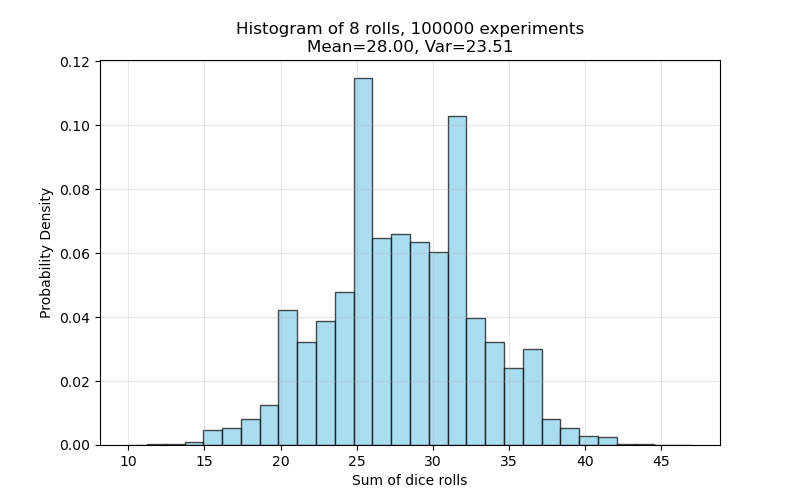 Histogram of 8 rolls, 100000 experiments
Mean=28.00, Var=23.51
0.12
0.10
0.08
0.06
0.04
0.02
0.00
Probability Density
10 15 20 25 30 35 40 45
Sum of dice rolls